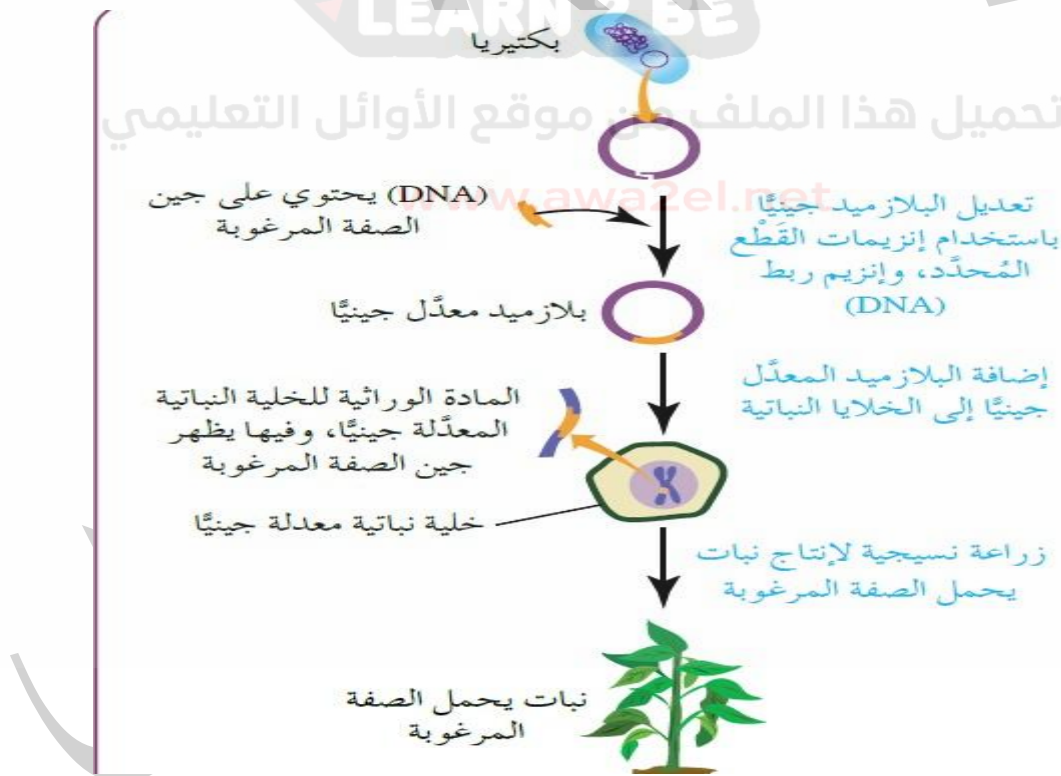 LEARN 2 BE
بكتيريا
تحميل هذا الملف من موقع الأوائل التعليمي
www.awa2el.net
(DNA) يحتوي على جين
الصفة المرغوبة
تعديل البلازميد جينيًّا
باستخدام إنزيمات القَطْع
المُحدَّد، وإنزيم ربط
(DNA)
بلازميد معدَّل جينيًّا
إضافة البلازميد المعدَّل
جينيًّا إلى الخلايا النباتية
المادة الوراثية للخلية النباتية
المعدَّلة جينيًّا، وفيها يظهر
جين الصفة المرغوبة
خلية نباتية معدلة جينيًّا
زراعة نسيجية لإنتاج نبات
يحمل الصفة المرغوبة
نبات يحمل الصفة
المرغوبة